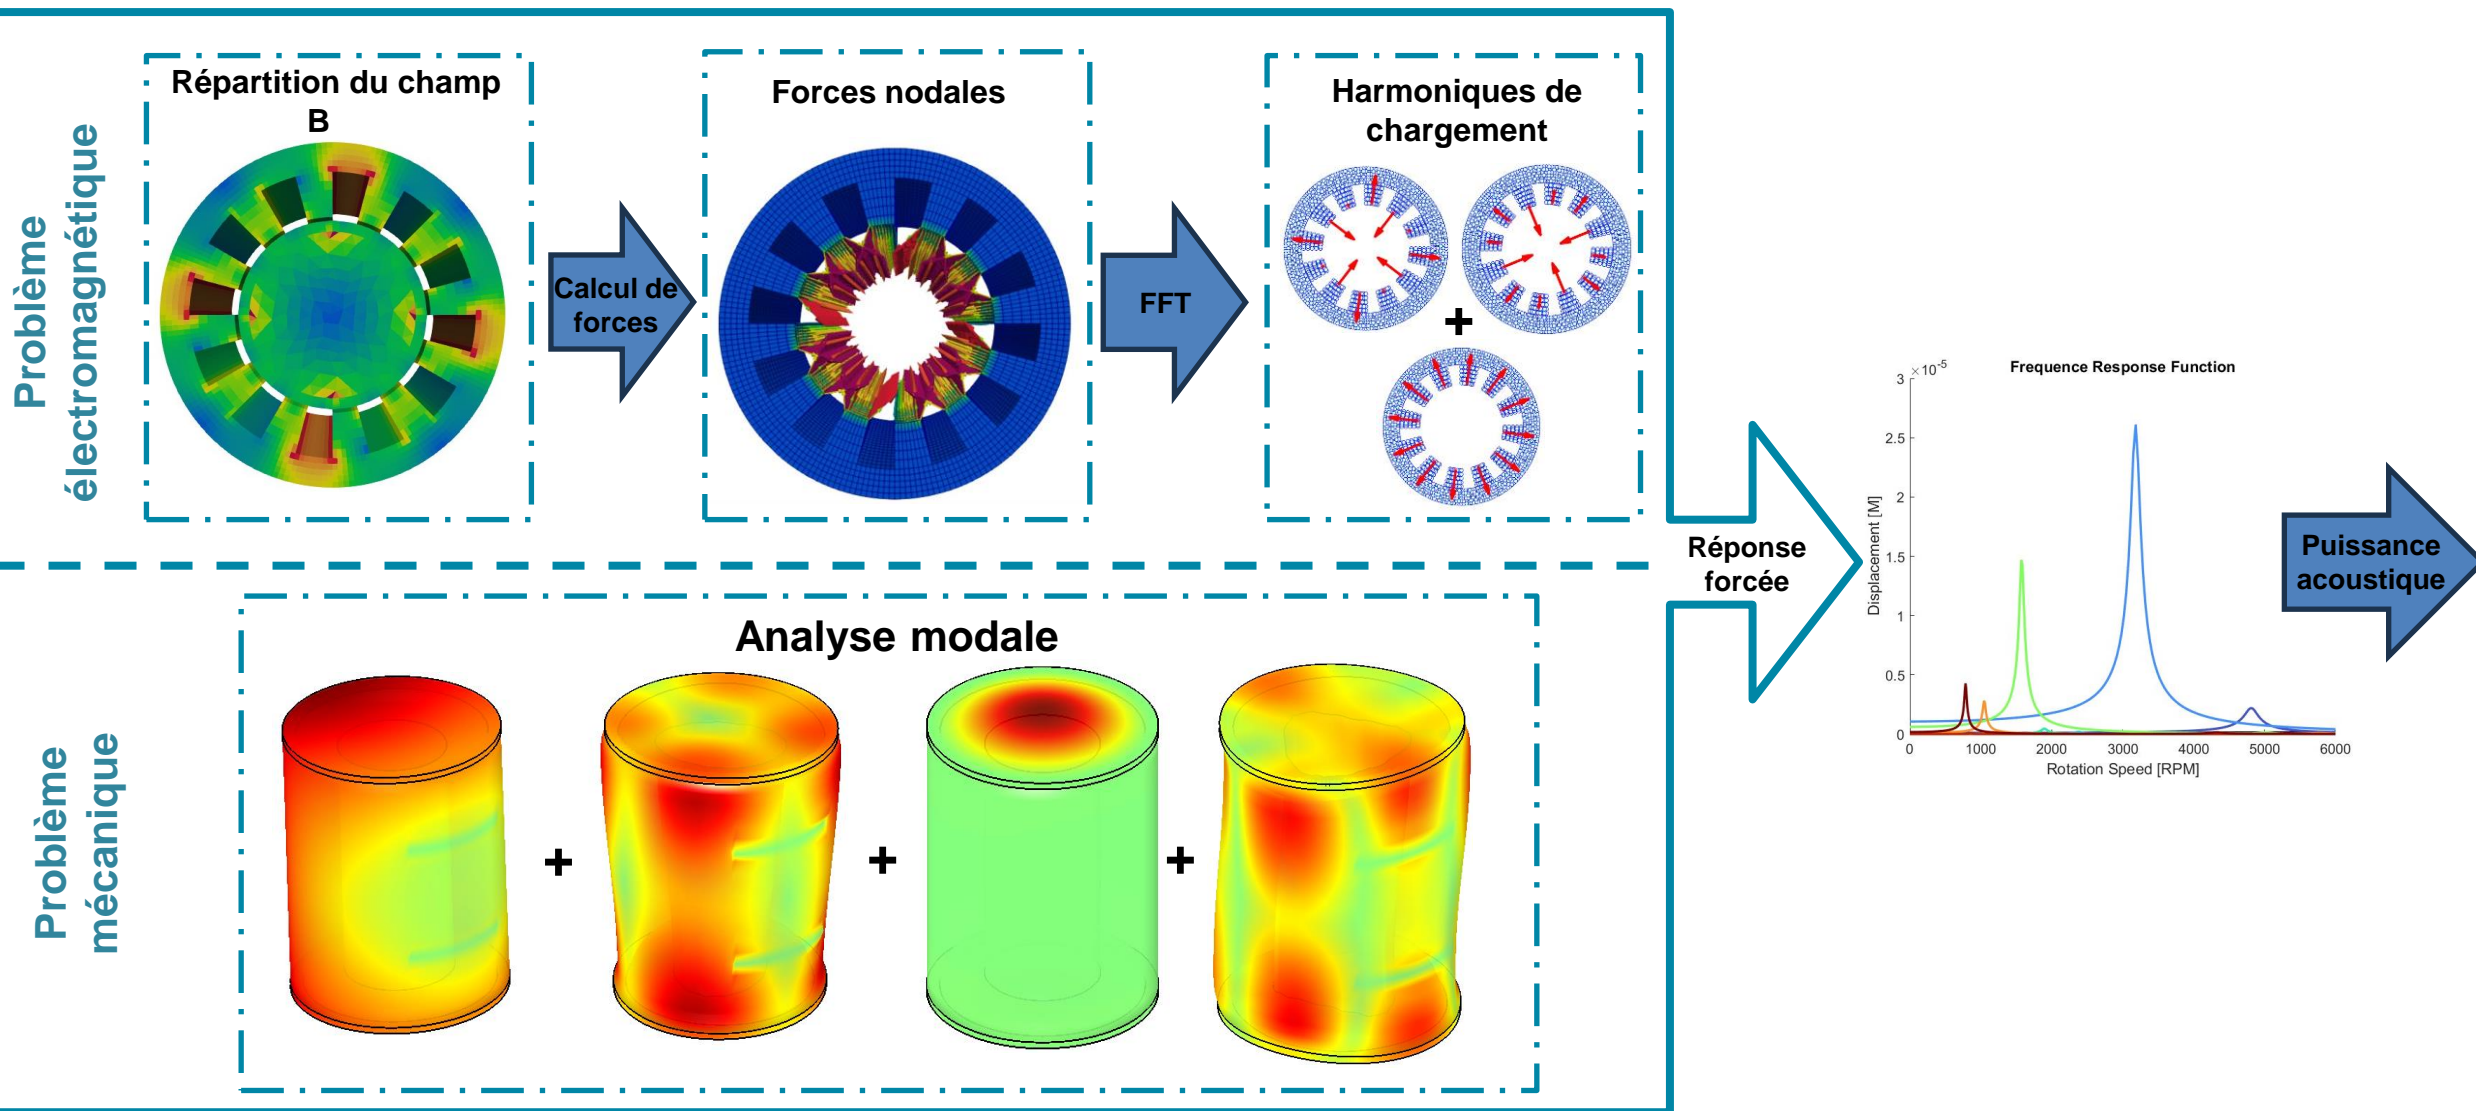 Problème
électromagnétique
Répartition du champ
B
Calcul de
forces
Forces nodales
FFT
Harmoniques de
chargement
+
Problème
mécanique
Analyse modale
+
+
+
Réponse
forcée
Frequence Response Function
×10-5
3
2.5
2
1.5
1
0.5
0
Displacement [M]
0 1000 2000 3000 4000 5000 6000
Rotation Speed [RPM]
Puissance
acoustique